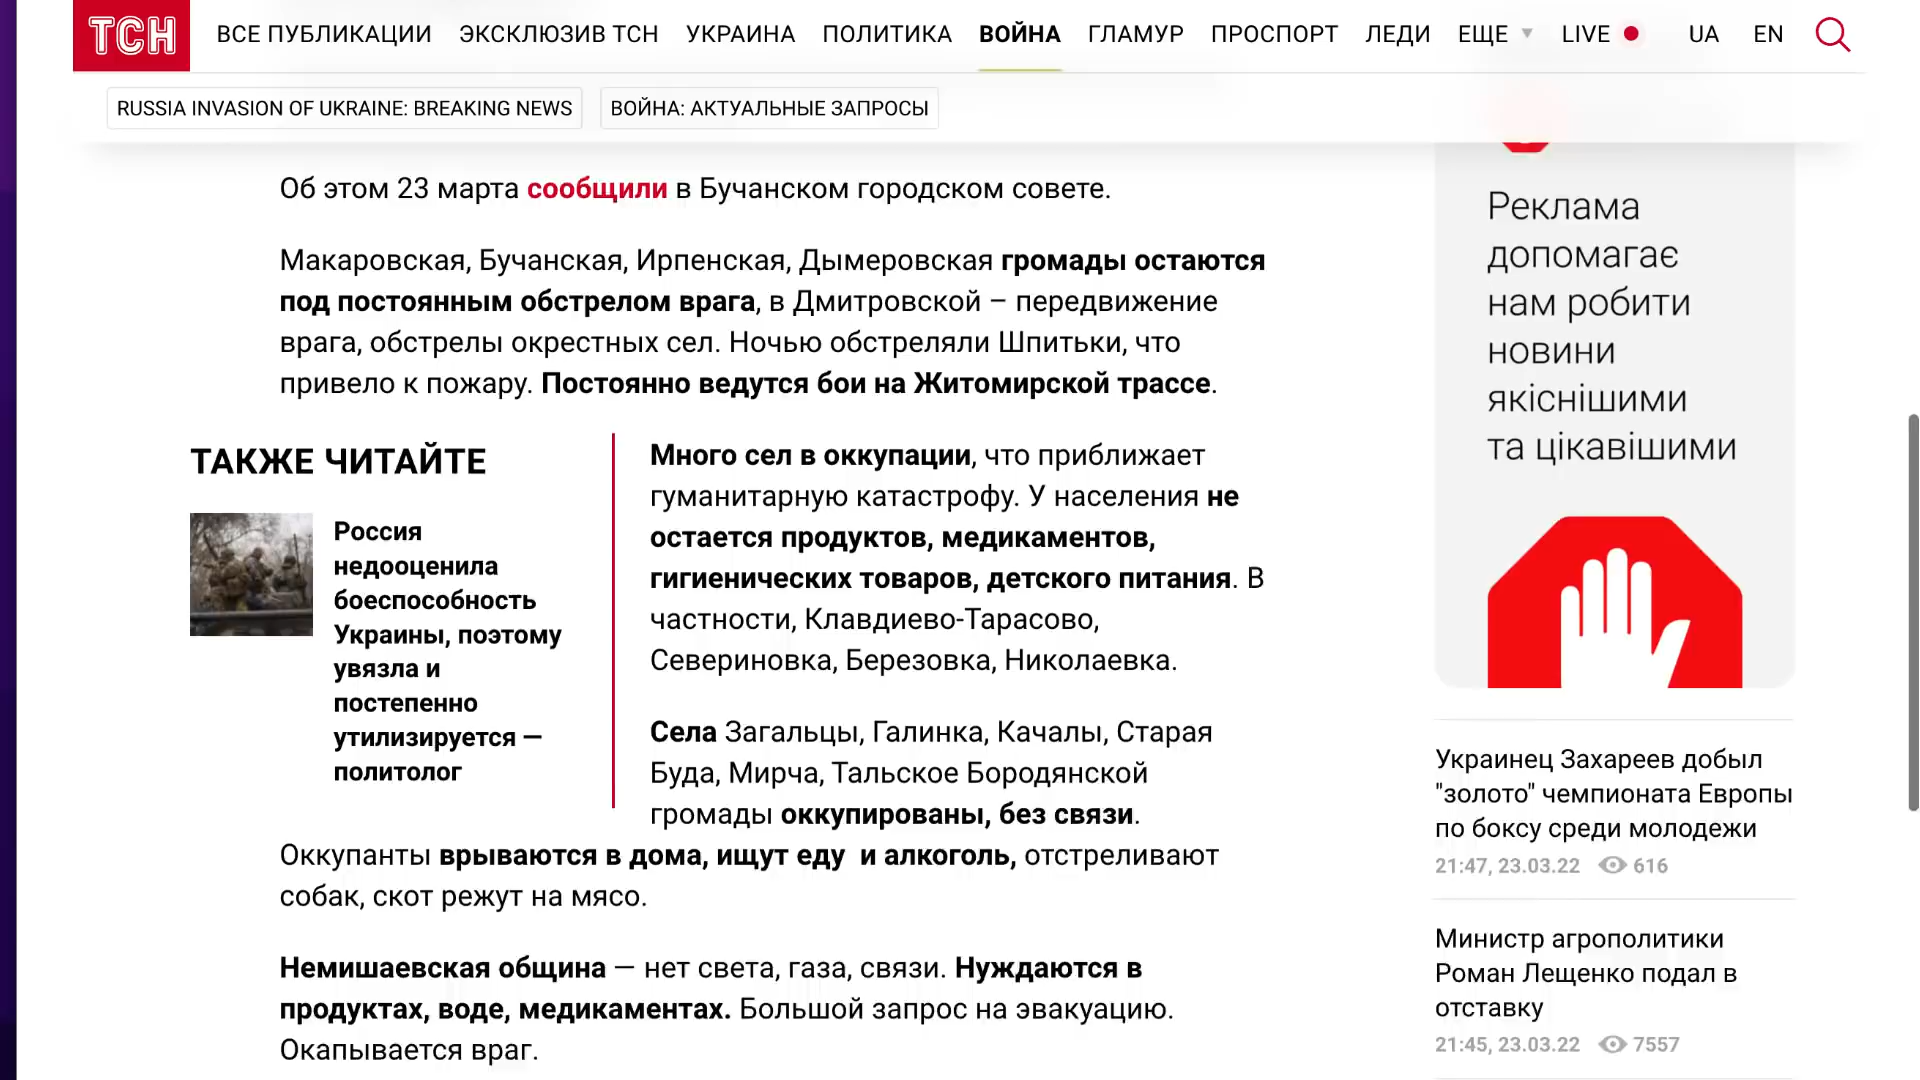 ТСН
ВСЕ ПУБЛИКАЦИИ ЭКСКЛЮЗИВ ТСН УКРАИНА ПОЛИТИКА ВОЙНА ГЛАМУР ПРОСПОРТ ЛЕДИ ЕЩЕ LIVE UA EN
RUSSIA INVASION OF UKRAINE: BREAKING NEWS
ВОЙНА: АКТУАЛЬНЫЕ ЗАПРОСЫ
Об этом 23 марта сообщили в Бучанском городском совете.
Макаровская, Бучанская, Ирпенская, Дымеровская громады остаются
под постоянным обстрелом врага, в Дмитровской – передвижение
врага, обстрелы окрестных сел. Ночью обстреляли Шпитьки, что
привело к пожару. Постоянно ведутся бои на Житомирской трассе.
ТАКЖЕ ЧИТАЙТЕ
Россия
недооценила
боеспособность
Украины, поэтому
увязла и
постепенно
утилизируется —
политолог
Много сел в оккупации, что приближает
гуманитарную катастрофу. У населения не
остается продуктов, медикаментов,
гигиенических товаров, детского питания. В
частности, Клавдиево-Тарасово,
Севериновка, Березовка, Николаевка.
Села Загальцы, Галинка, Качалы, Старая
Буда, Мирча, Тальское Бородянской
громады оккупированы, без связи.
Оккупанты врываются в дома, ищут еду и алкоголь, отстреливают
собак, скот режут на мясо.
Немишаевская община — нет света, газа, связи. Нуждаются в
продуктах, воде, медикаментах. Большой запрос на эвакуацию.
Окапывается враг.
Реклама
допомагає
нам робити
новини
якіснішими
та цікавішими
Украинец Захареев добыл
"золото" чемпионата Европы
по боксу среди молодежи
21:47, 23.03.22 616
Министр агрополитики
Роман Лещенко подал в
отставку
21:45, 23.03.22 7557